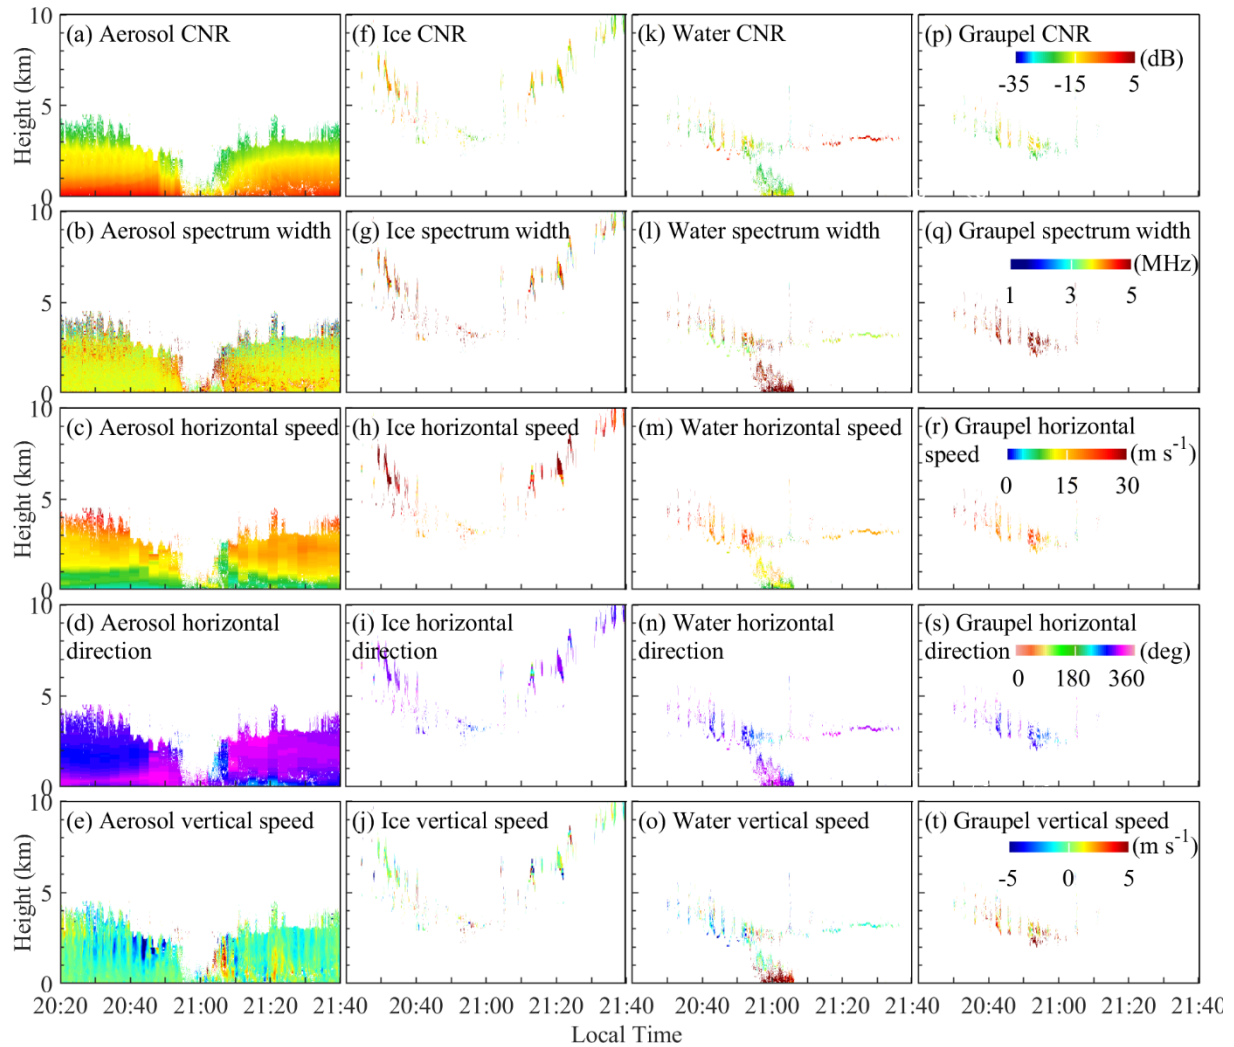 10
(a) Aerosol CNR
(f) Ice CNR
(k) Water CNR
(p) Graupel CNR
(dB)
-35 -15 5
Height (km)
5
0
10
(b) Aerosol spectrum width
(g) Ice spectrum width
(l) Water spectrum width
(q) Graupel spectrum width
(MHz)
1 3 5
5
0
10
(c) Aerosol horizontal speed
(h) Ice horizontal speed
(m) Water horizontal speed
(r) Graupel horizontal
speed
(m s-1)
0 15 30
Height (km)
5
0
10
(d) Aerosol horizontal
direction
(i) Ice horizontal
direction
(n) Water horizontal
direction
(s) Graupel horizontal
direction
(deg)
0 180 360
5
0
10
(e) Aerosol vertical speed
(j) Ice vertical speed
(o) Water vertical speed
(t) Graupel vertical speed
(m s-1)
-5 0 5
Height (km)
5
0
20:20 20:40 21:00 21:20 21:40 20:40 21:00 21:20 21:40 20:40 21:00 21:20 21:40 20:40 21:00 21:20 21:40
Local Time